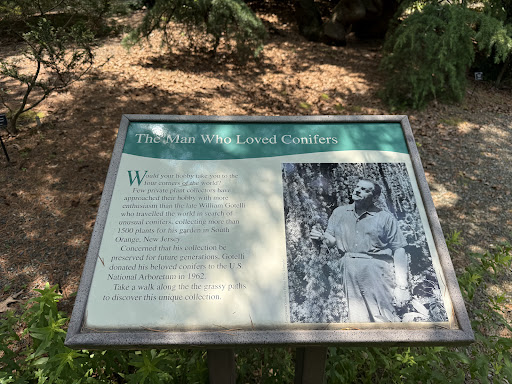 The Man Who Loved Conifers
Would your hobby take you to the
four corners of the world?
Few private plant collectors have
approached their hobby with more
enthusiasm than the late William Gotelli
who travelled the world in search of
unusual conifers, collecting more than
1500 plants for his garden in South
Orange, New Jersey.
Concerned that his collection be
preserved for future generations, Gotelli
donated his beloved conifers to the U.S.
National Arboretum in 1962.
Take a walk along the the grassy paths
to discover this unique collection.